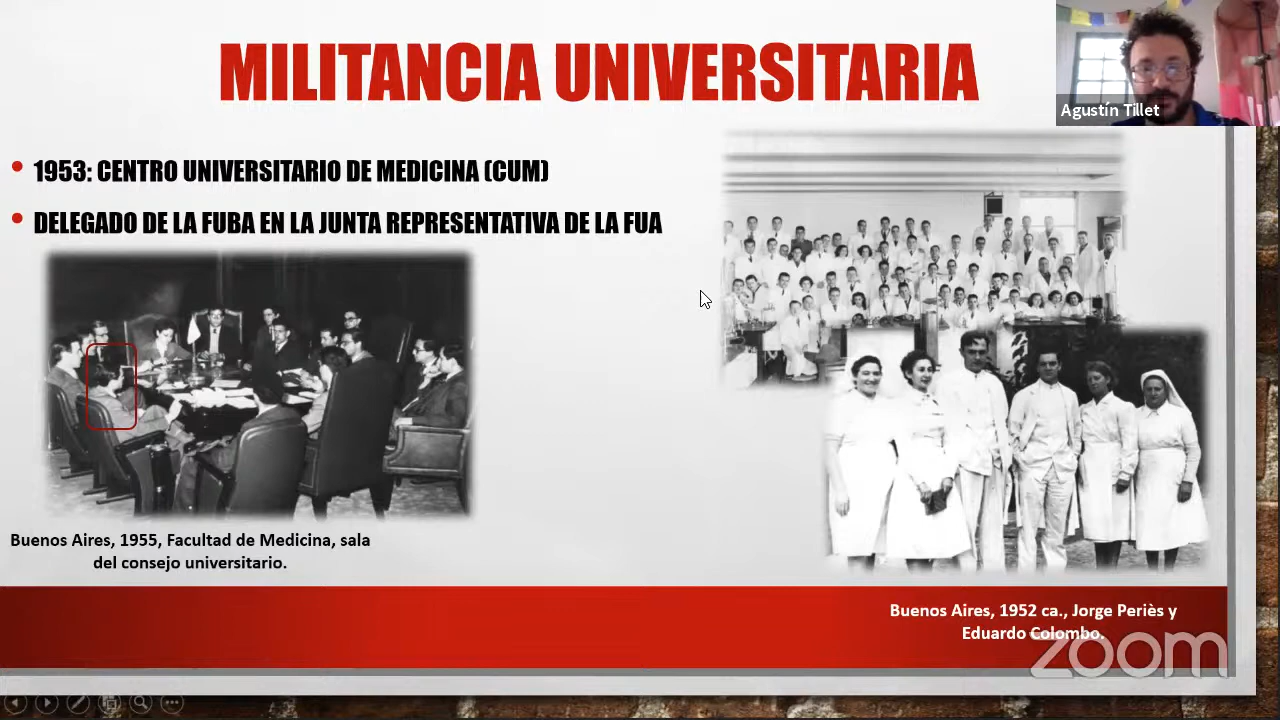 MILITANCIA UNIVERSITARIA
Agustín Tillet
• 1953: CENTRO UNIVERSITARIO DE MEDICINA (CUM)
• DELEGADO DE LA FUBA EN LA JUNTA REPRESENTATIVA DE LA FUA
Buenos Aires, 1955, Facultad de Medicina, sala
del consejo universitario.
Buenos Aires, 1952 ca., Jorge Periès y
Eduardo Colombo.
zoom